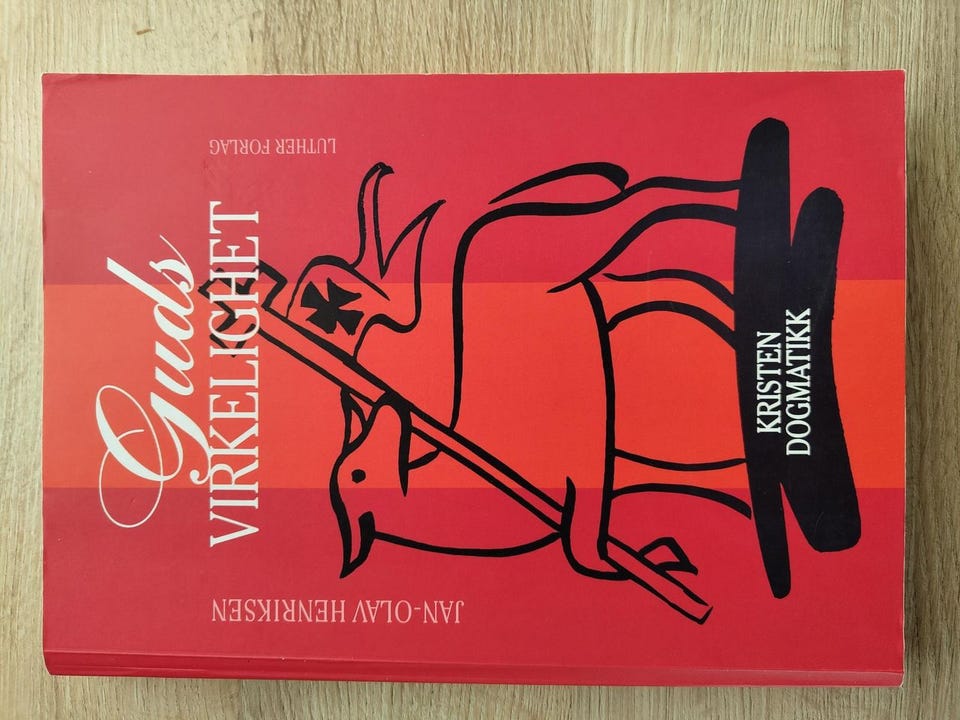 Guds
VIRKELIGHET
JAN-OLAV HENRIKSEN
LUTHER FORLAG
KRISTEN
DOGMATIKK